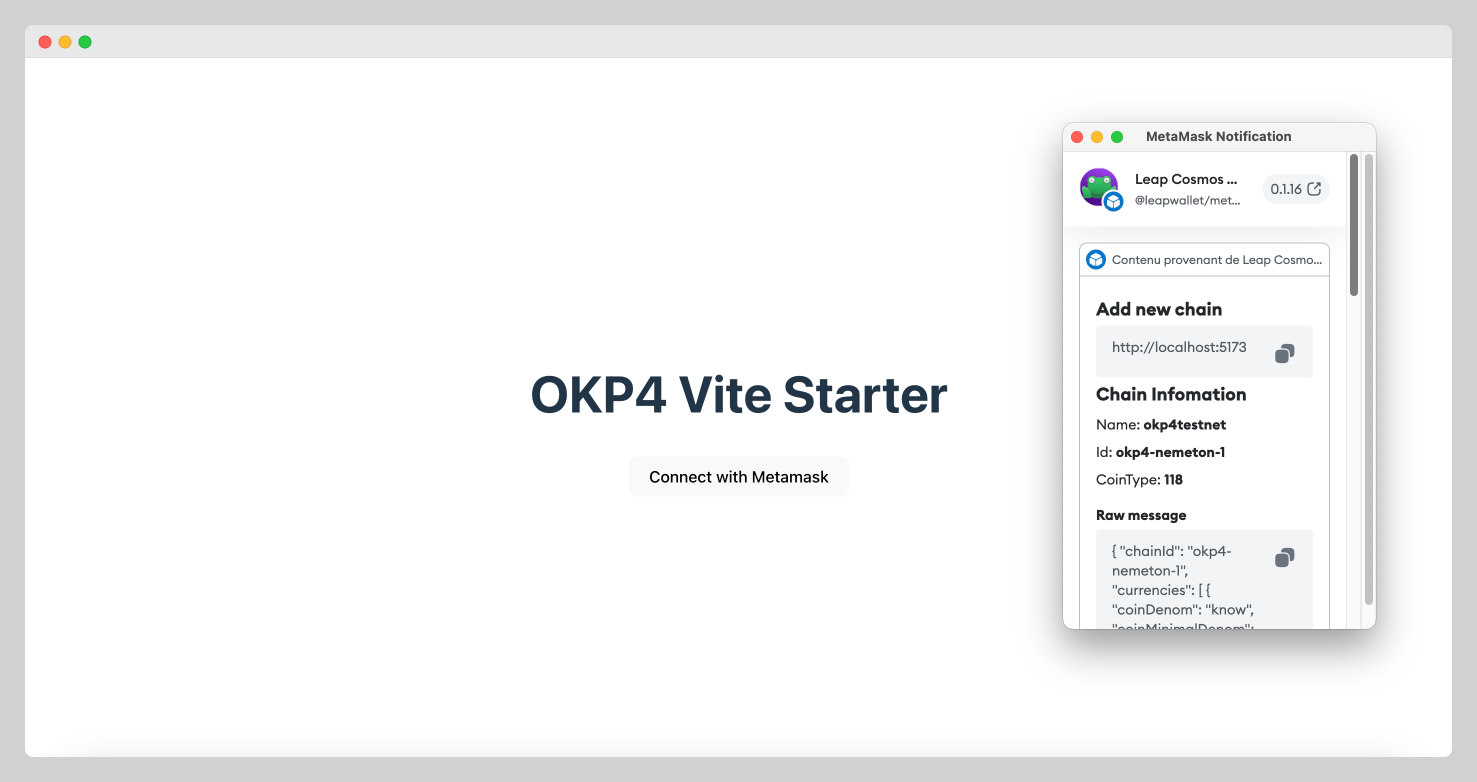 OKP4 Vite Starter
Connect with Metamask
MetaMask Notification
Leap Cosmos ...
@leapwallet/met...
0.1.16
Contenu provenant de Leap Cosmo...
Add new chain
http://localhost:5173
Chain Infomation
Name: okp4testnet
Id: okp4-nemeton-1
CoinType: 118
Raw message
{ "chainId": "okp4-
nemeton-1",
"currencies": [ {
"coinDenom": "know",
"coinMinimalDenom":